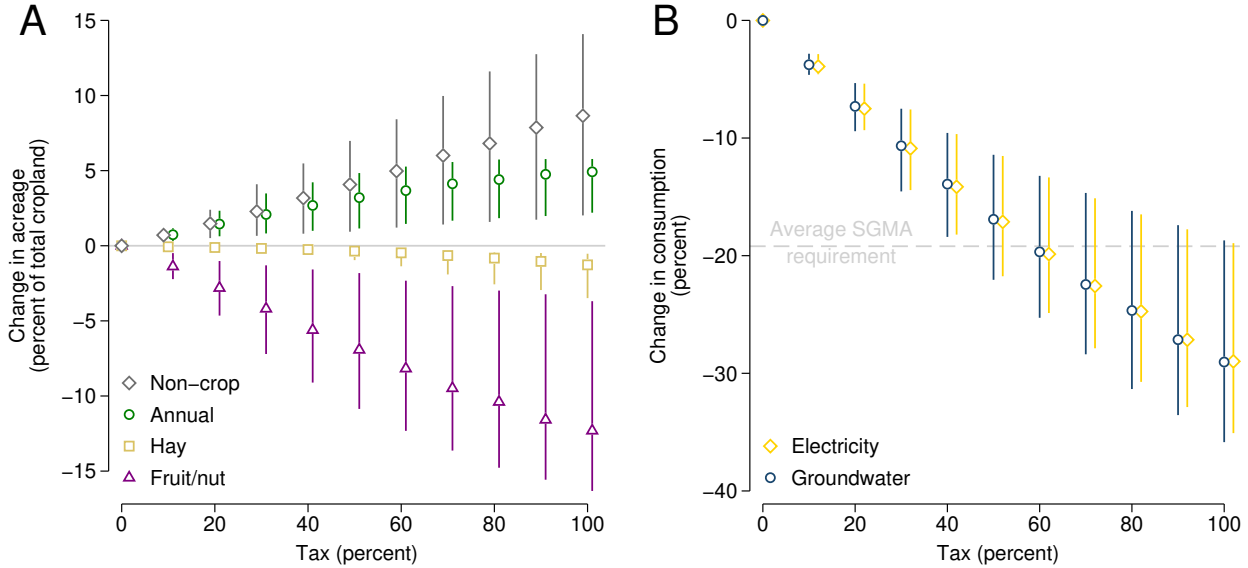 A
Change in acreage
(percent of total cropland)
15
10
5
0
−5
−10
−15
Non−crop
Annual
Hay
Fruit/nut
0 20 40 60 80 100
Tax (percent)
B
Change in consumption
(percent)
0
−10
−20
−30
−40
Average SGMA
requirement
Electricity
Groundwater
0 20 40 60 80 100
Tax (percent)